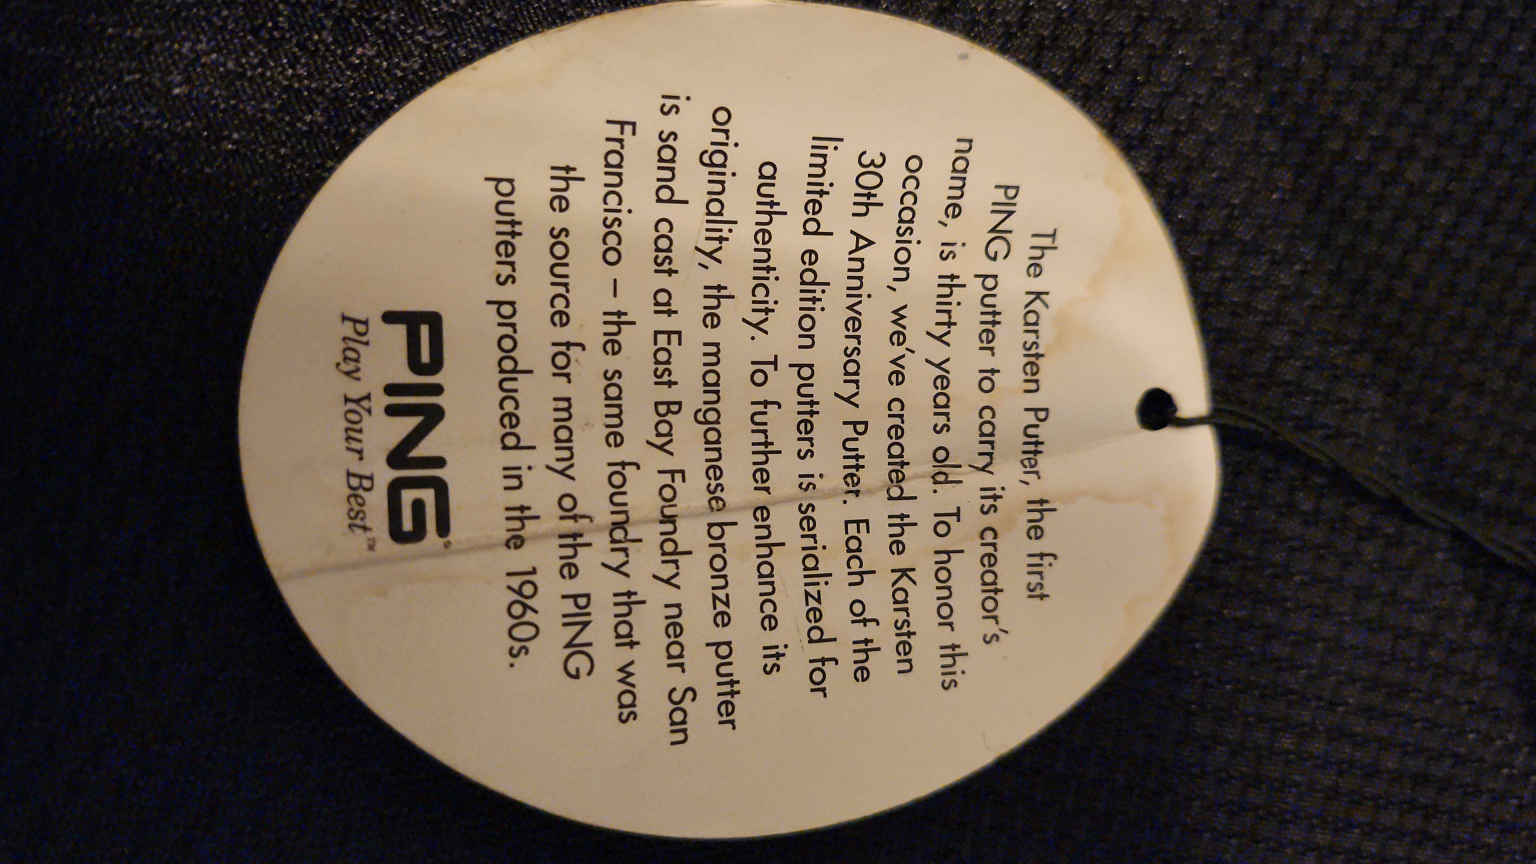 The Karsten Putter, the first
PING putter to carry its creator's
name, is thirty years old. To honor this
occasion, we've created the Karsten
30th Anniversary Putter. Each of the
limited edition putters is serialized for
authenticity. To further enhance its
originality, the manganese bronze putter
is sand cast at East Bay Foundry near San
Francisco – the same foundry that was
the source for many of the PING
putters produced in the 1960s.
PING®
Play Your Best™